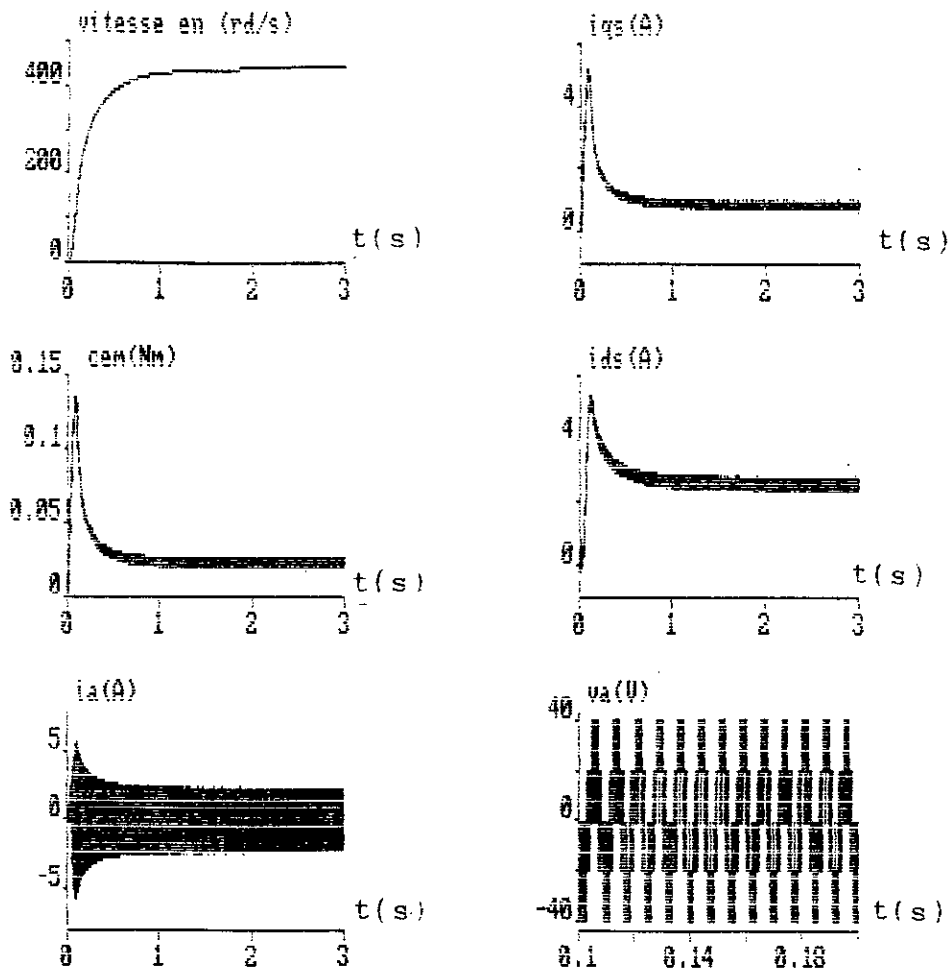 vitesse en (rd/s)
400
200
0
t(s)
0 1 2 3
iqs(A)
4
0
t(s)
0 1 2 3
cem(Nm)
0.15
0.1
0.05
0
t(s)
0 1 2 3
ids(A)
4
0
t(s)
0 1 2 3
ia(A)
5
0
-5
t(s)
0 1 2 3
va(V)
40
0
-40
t(s)
0.1 0.14 0.18